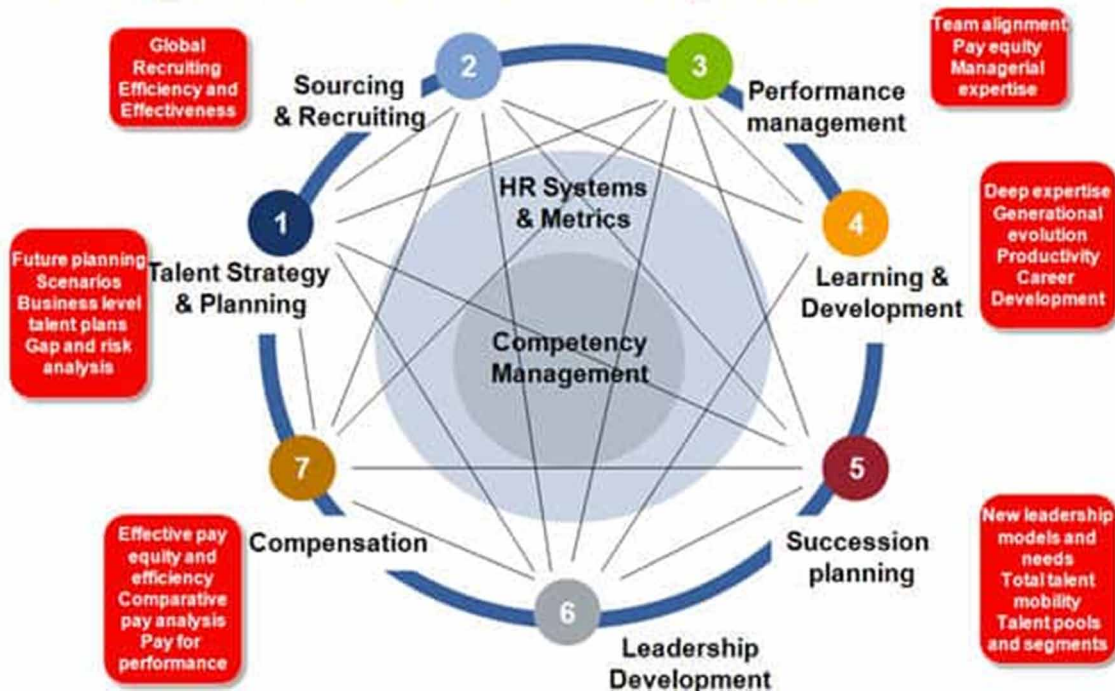 Global
Recruiting
Efficiency and
Effectiveness
2
Sourcing
& Recruiting
3
Performance
management
Team alignment
Pay equity
Managerial
expertise
HR Systems
& Metrics
1
Talent Strategy
& Planning
Future planning
Scenarios
Business level
talent plans
Gap and risk
analysis
4
Learning &
Development
Deep expertise
Generational
evolution
Productivity
Career
Development
Competency
Management
7
Compensation
Effective pay
equity and
efficiency
Comparative
pay analysis
Pay for
performance
5
Succession
planning
New leadership
models and
needs
Total talent
mobility
Talent pools
and segments
6
Leadership
Development